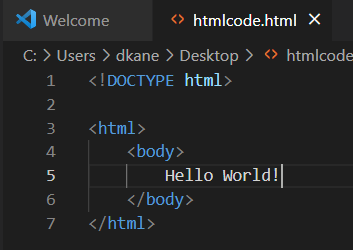 Welcome htmlcode.html
C: > Users > dkane > Desktop > htmlcode
1 <!DOCTYPE html>
2
3 <html>
4 <body>
5 Hello World!
6 </body>
7 </html>